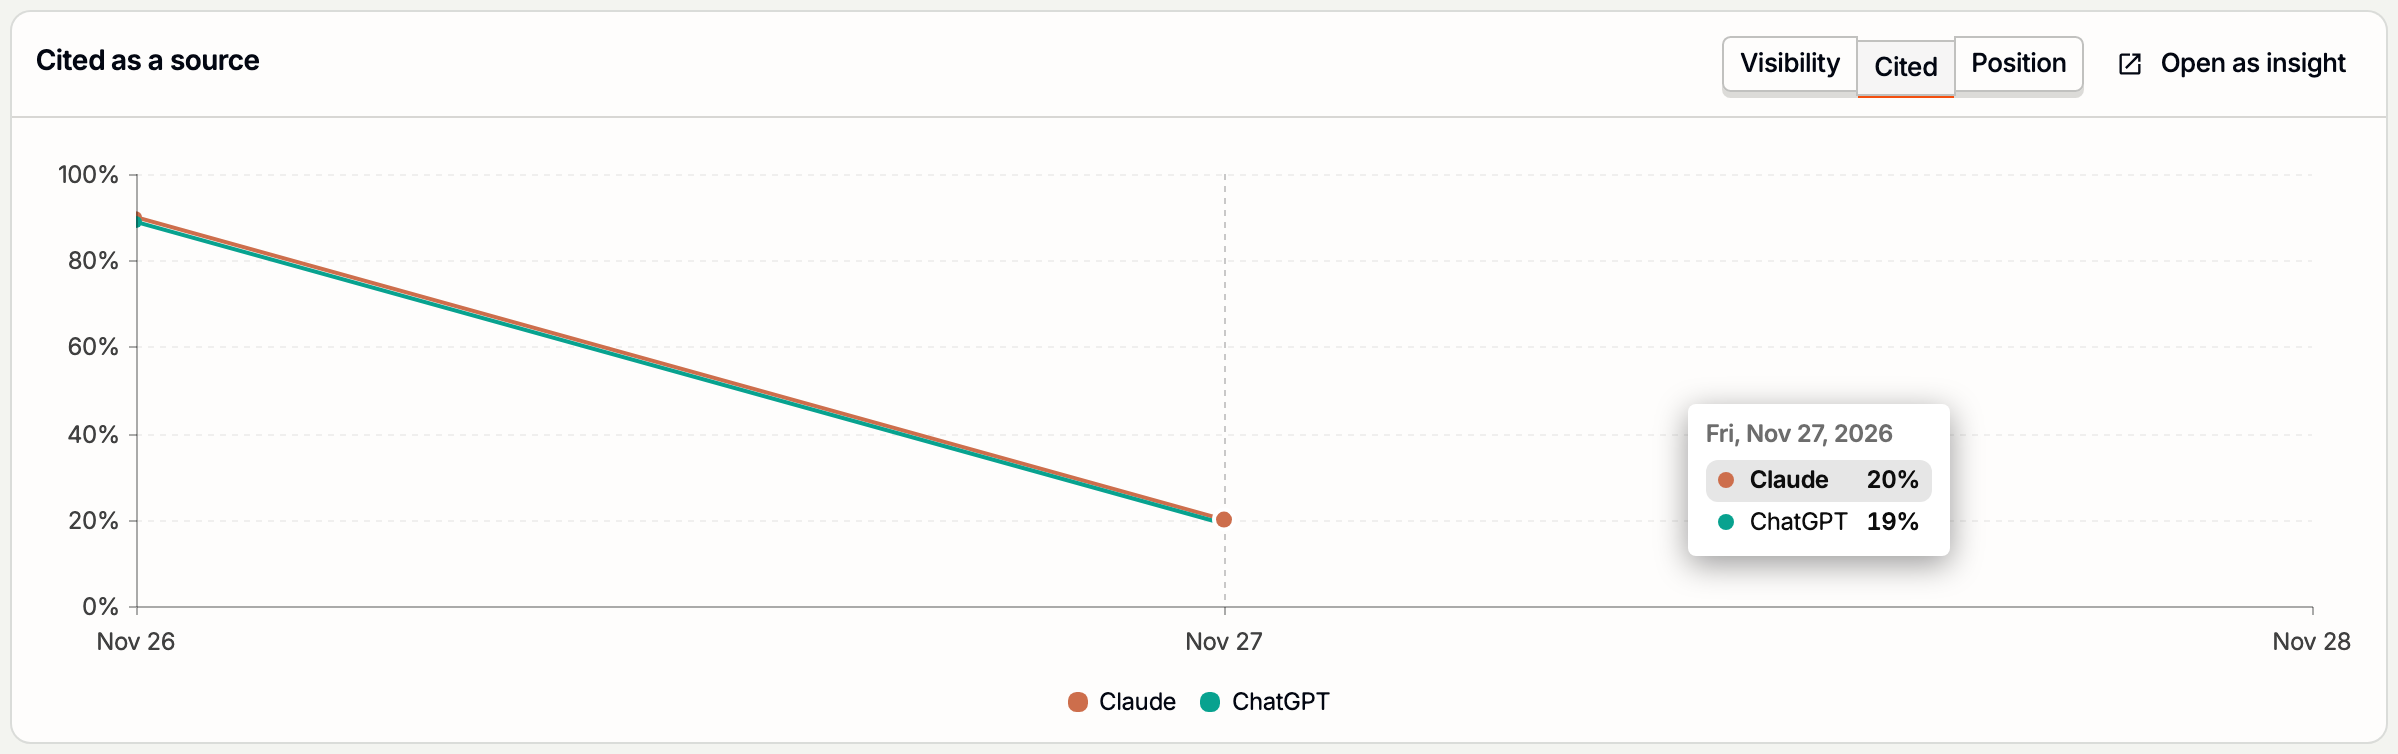 Cited as a source
Visibility Cited Position Open as insight
100%
80%
60%
40%
20%
0%
Fri, Nov 27, 2026
Claude 20%
ChatGPT 19%
Nov 26 Nov 27 Nov 28
Claude ChatGPT